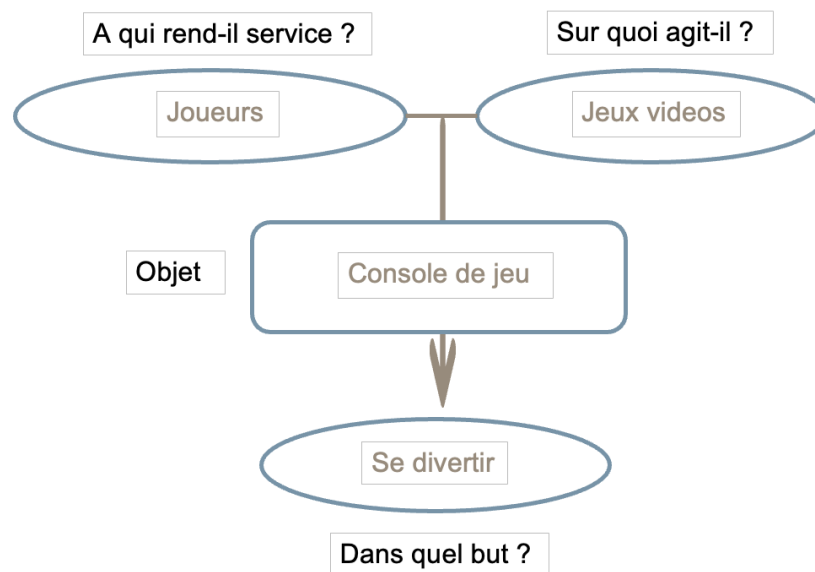 A qui rend-il service ?
Sur quoi agit-il ?
Joueurs
Jeux videos
Objet
Console de jeu
Se divertir
Dans quel but ?